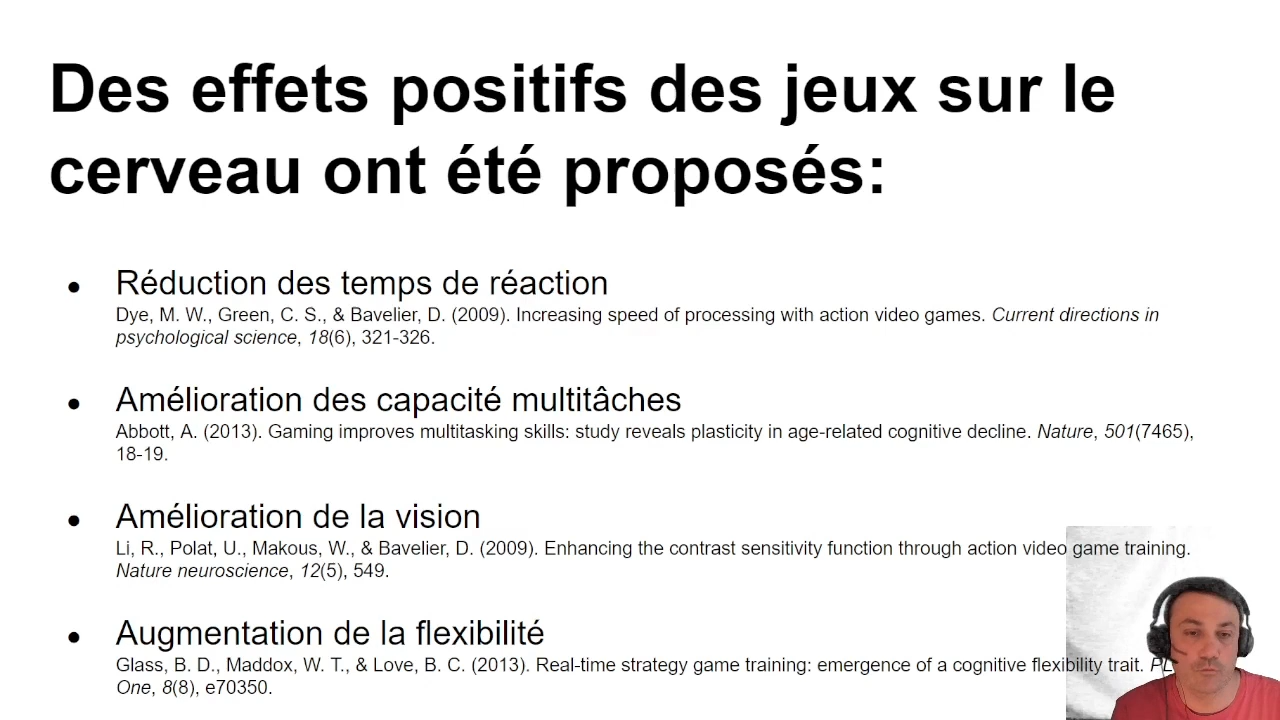 Des effets positifs des jeux sur le
cerveau ont été proposés:
● Réduction des temps de réaction
Dye, M. W., Green, C. S., & Bavelier, D. (2009). Increasing speed of processing with action video games. Current directions in
psychological science, 18(6), 321-326.
● Amélioration des capacité multitâches
Abbott, A. (2013). Gaming improves multitasking skills: study reveals plasticity in age-related cognitive decline. Nature, 501(7465),
18-19.
● Amélioration de la vision
Li, R., Polat, U., Makous, W., & Bavelier, D. (2009). Enhancing the contrast sensitivity function through action video game training.
Nature neuroscience, 12(5), 549.
● Augmentation de la flexibilité
Glass, B. D., Maddox, W. T., & Love, B. C. (2013). Real-time strategy game training: emergence of a cognitive flexibility trait.
One, 8(8), e70350.